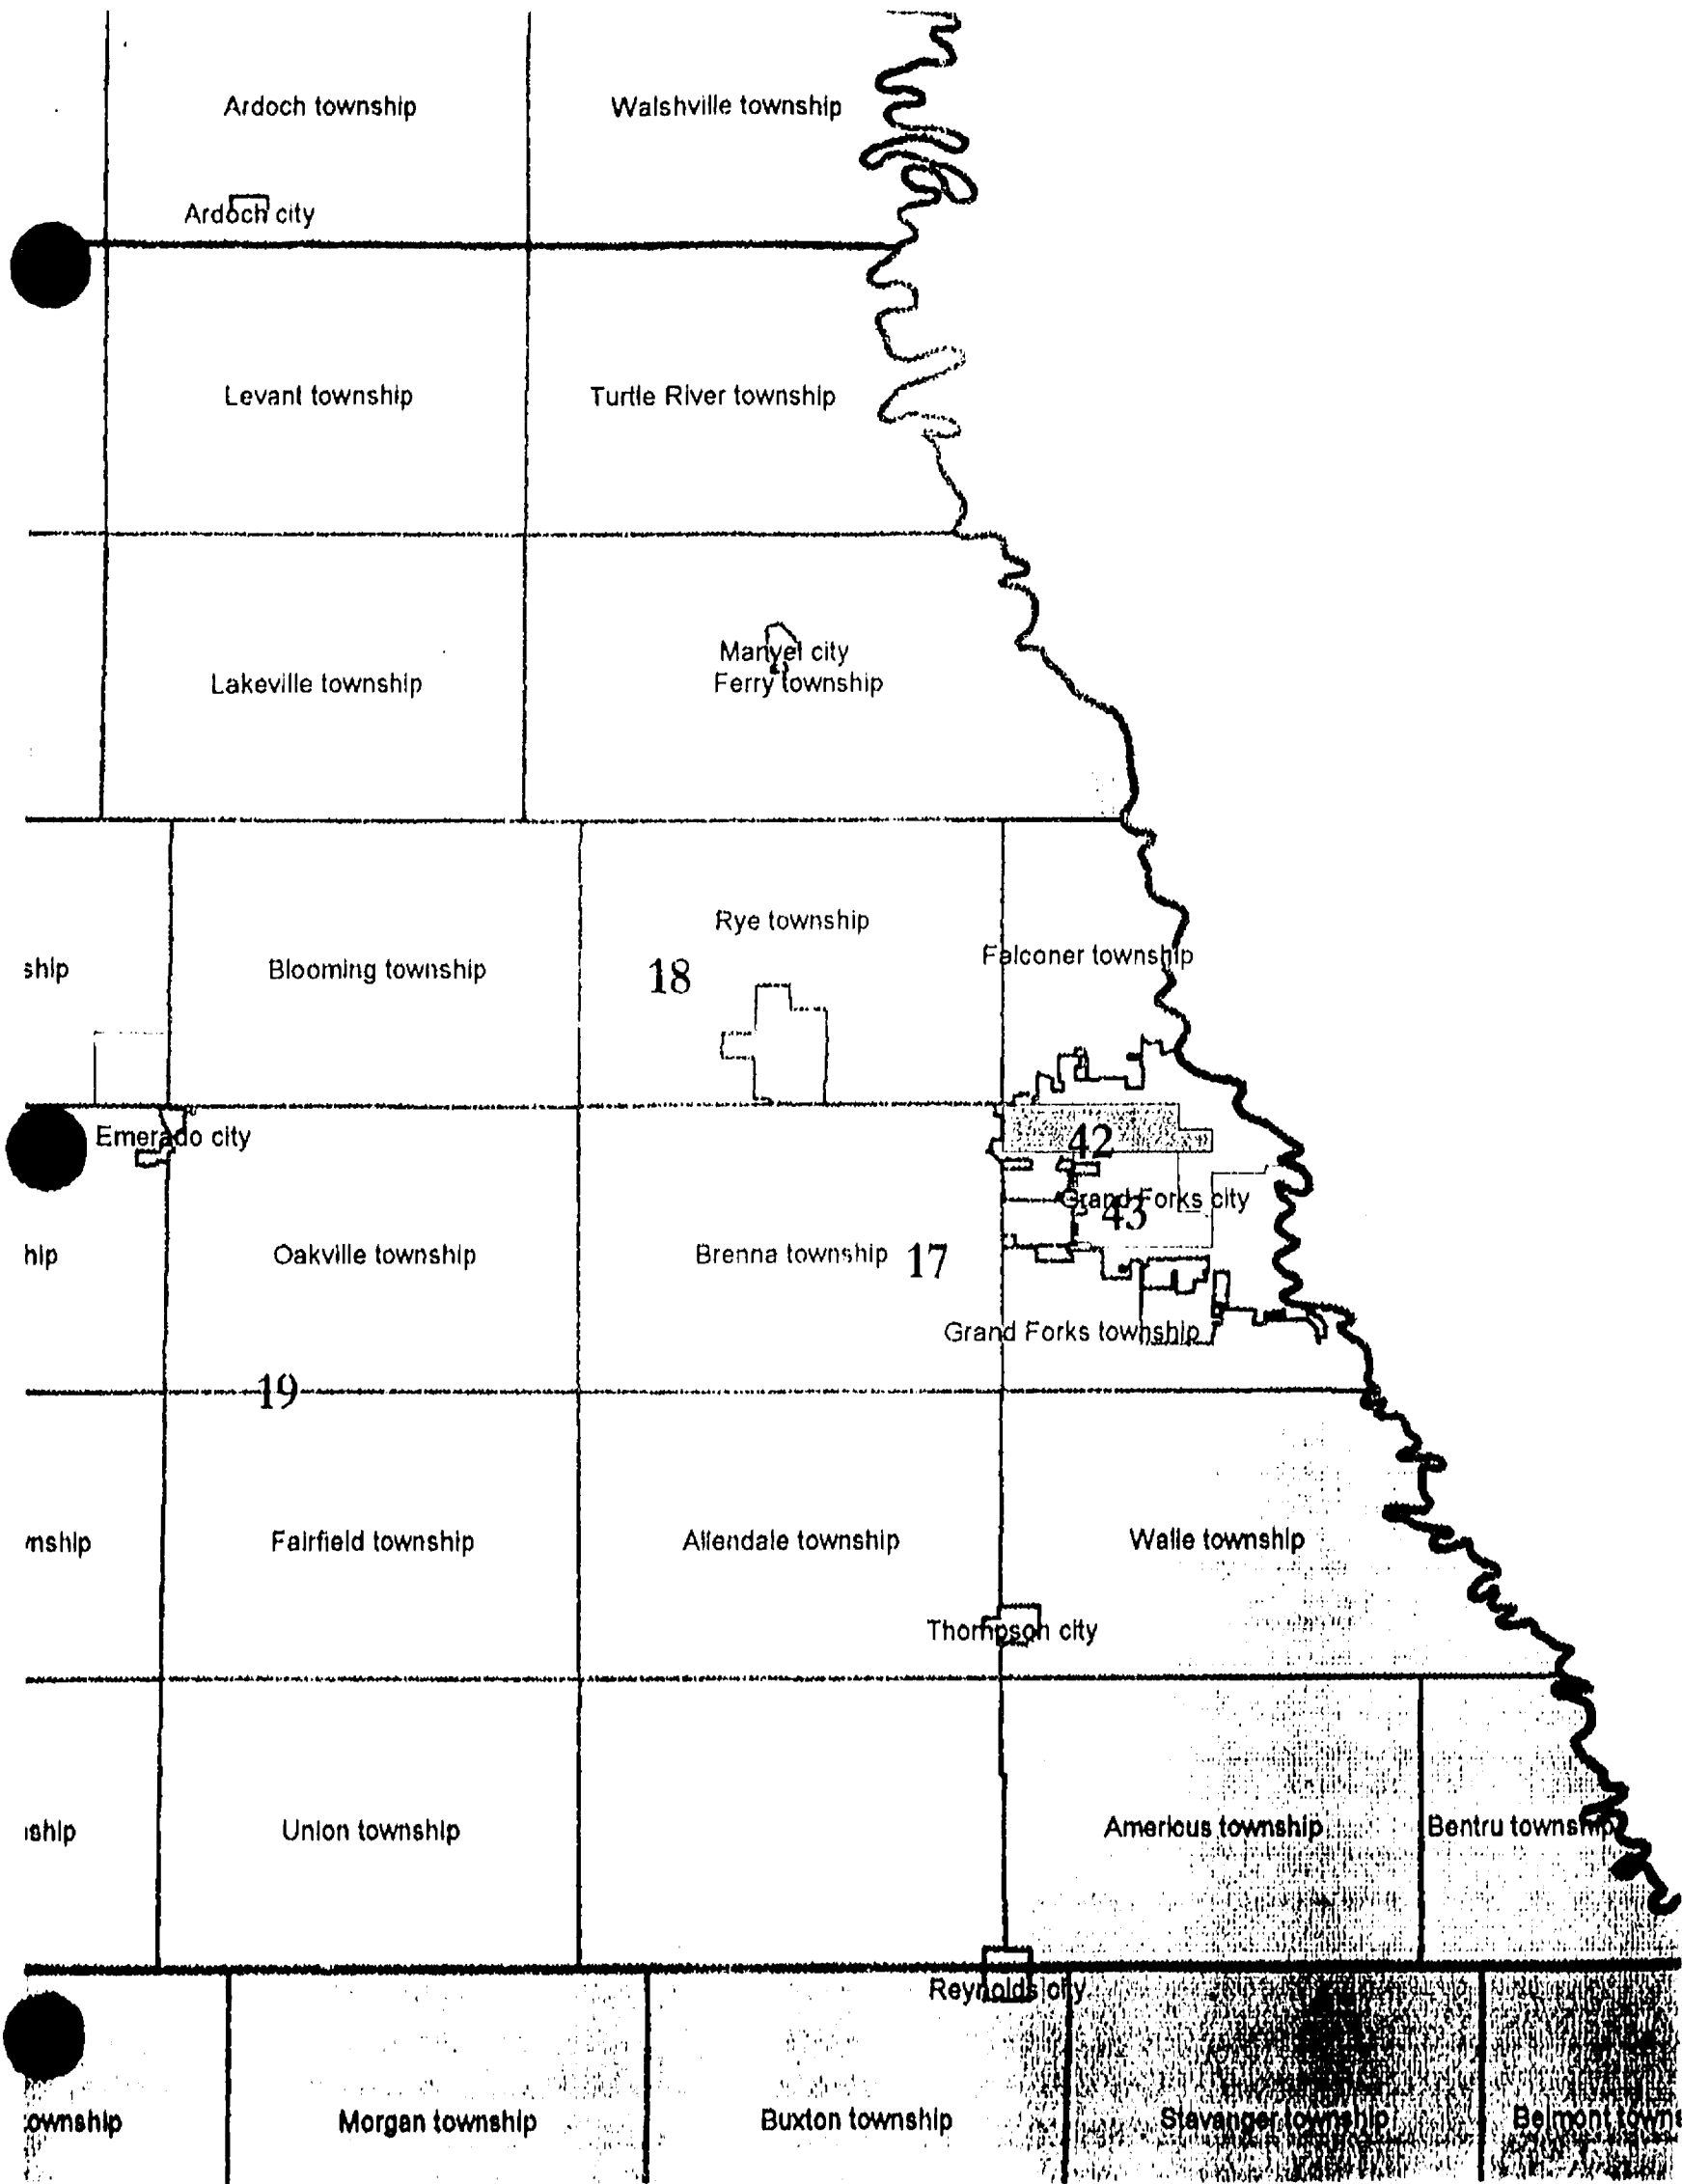 Ardoch township
Walshville township
Ardoch city
Levant township
Turtle River township
Manvel city
Lakeville township
Ferry township
Rye township
Falconer township
ship
Blooming township
18
Emerado city
42
Grand Forks city
43
hip
Oakville township
Brenna township
17
Grand Forks township
19
wnship
Fairfield township
Allendale township
Walle township
Thompson city
ship
Union township
Americus township
Bentru township
Reynolds city
ownship
Morgan township
Buxton township
Stavanger township
Belmont towns